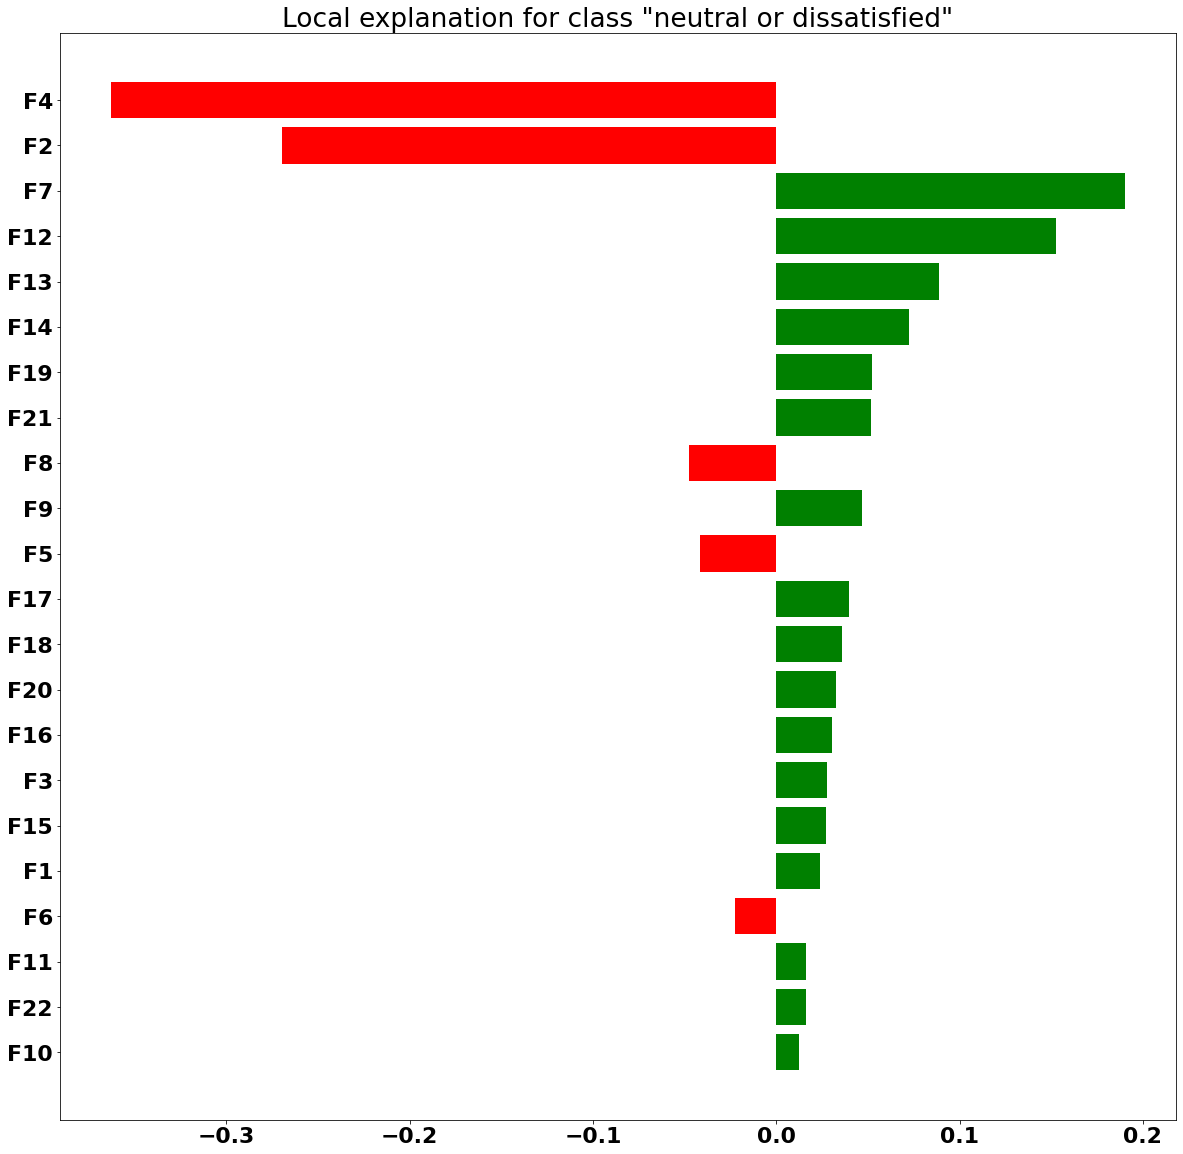 Local explanation for class "neutral or dissatisfied"
F4
F2
F7
F12
F13
F14
F19
F21
F8
F9
F5
F17
F18
F20
F16
F3
F15
F1
F6
F11
F22
F10
−0.3 −0.2 −0.1 0.0 0.1 0.2